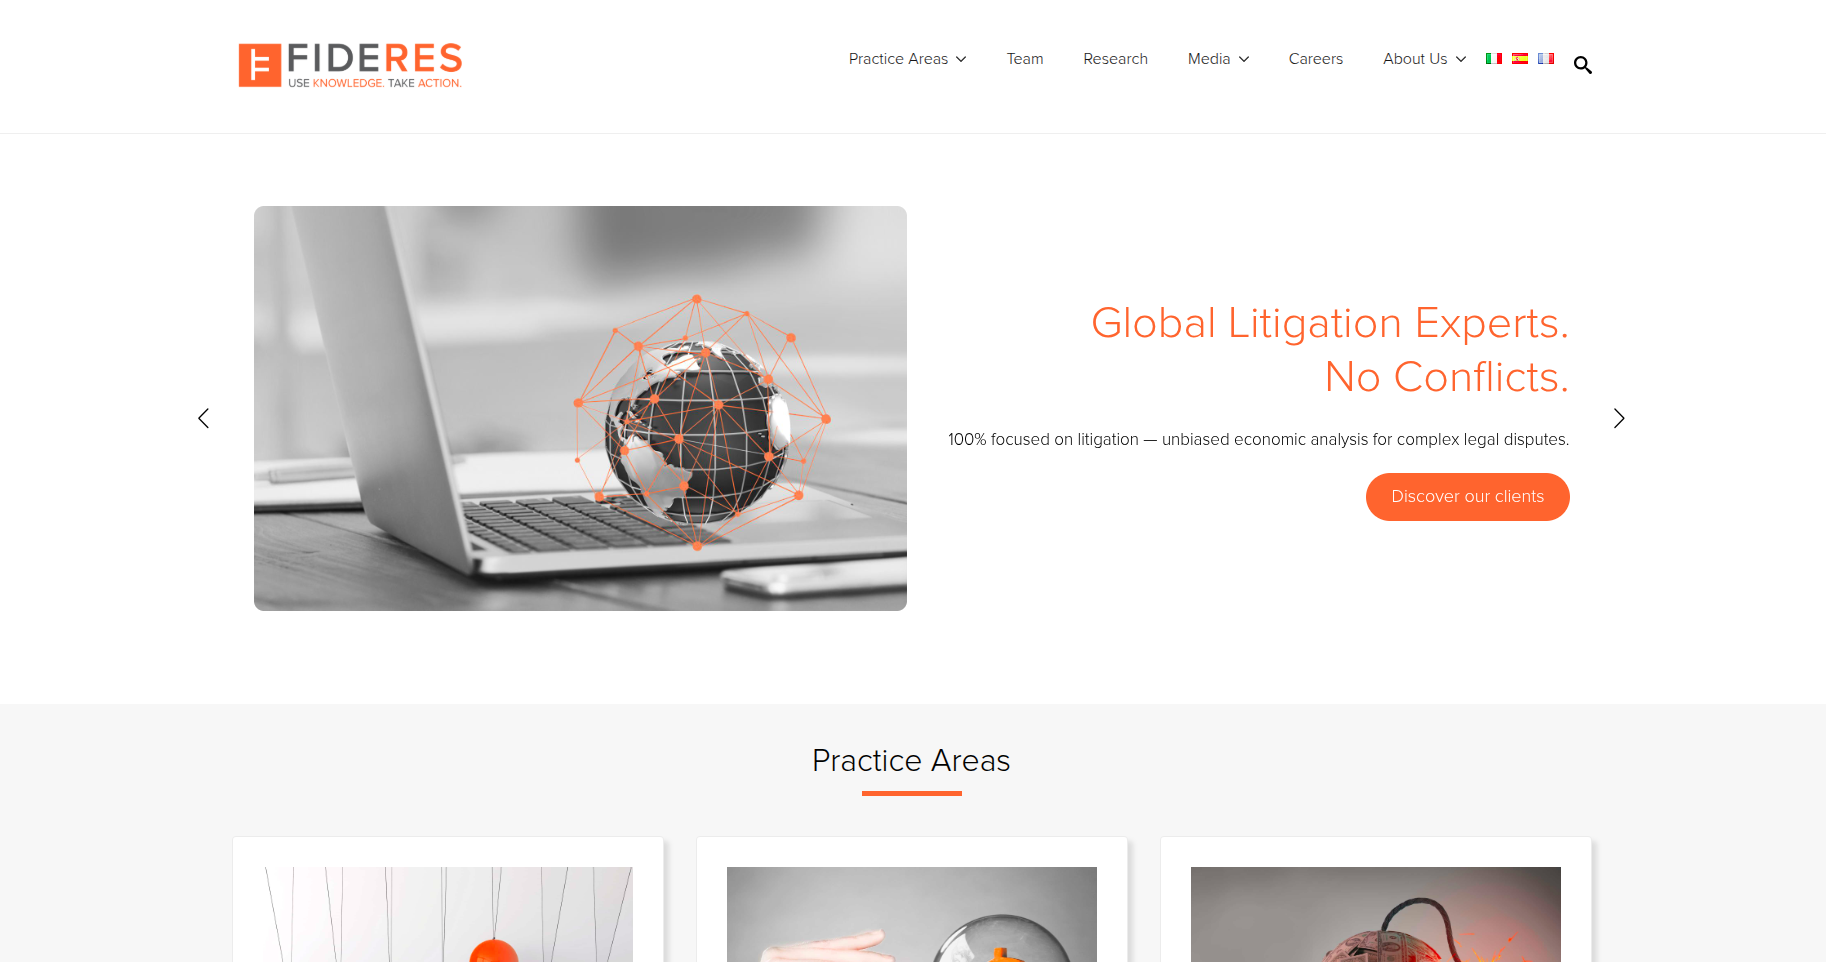 FIDERES
USE KNOWLEDGE. TAKE ACTION.
Practice Areas
Team
Research
Media
Careers
About Us
Global Litigation Experts.
No Conflicts.
100% focused on litigation — unbiased economic analysis for complex legal disputes.
Discover our clients
Practice Areas